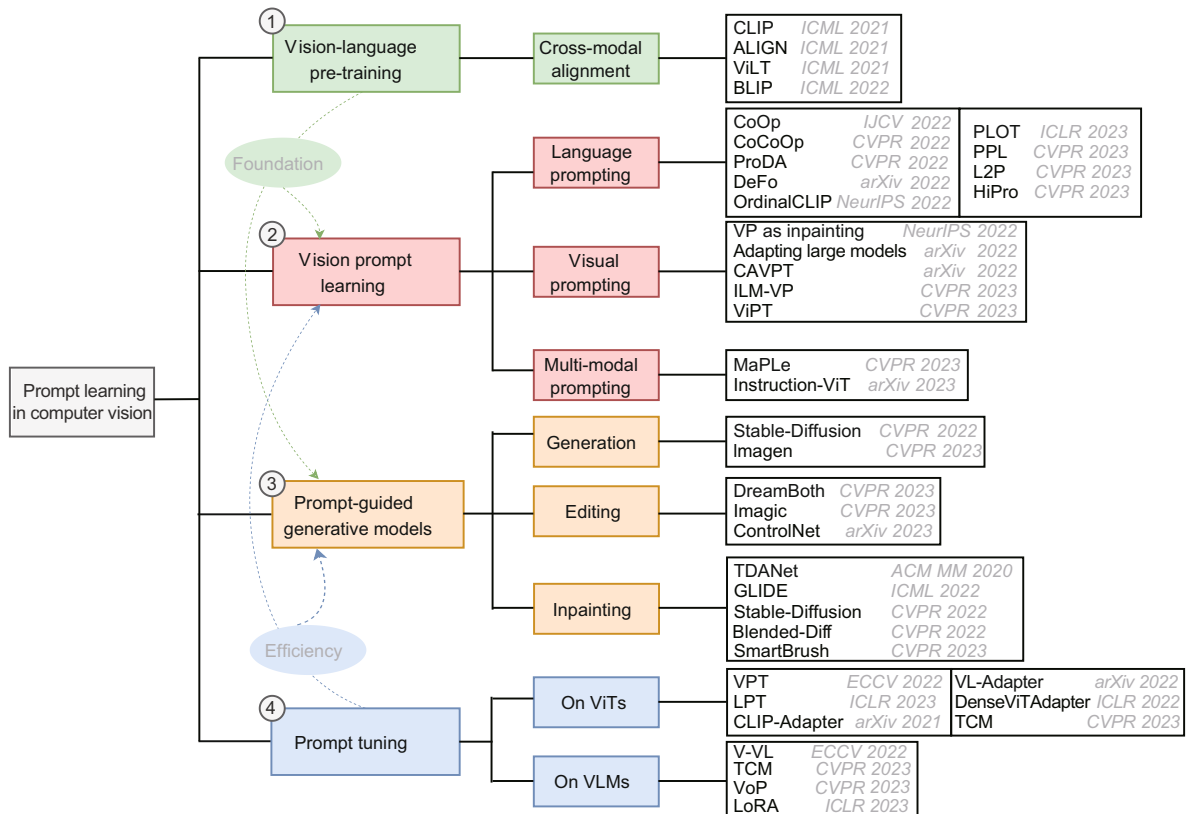 Prompt learning
in computer vision
1
Vision-language
pre-training
Cross-modal
alignment
CLIP ICML 2021
ALIGN ICML 2021
ViLT ICML 2021
BLIP ICML 2022
Foundation
2
Vision prompt
learning
Language
prompting
CoOp IJCV 2022
CoCoOp CVPR 2022
ProDA CVPR 2022
DeFo arXiv 2022
OrdinalCLIP NeurIPS 2022
PLOT ICLR 2023
PPL CVPR 2023
L2P CVPR 2023
HiPro CVPR 2023
Visual
prompting
VP as inpainting NeurIPS 2022
Adapting large models arXiv 2022
CAVPT arXiv 2022
ILM-VP CVPR 2023
ViPT CVPR 2023
Multi-modal
prompting
MaPLe CVPR 2023
Instruction-ViT arXiv 2023
3
Prompt-guided
generative models
Generation
Stable-Diffusion CVPR 2022
Imagen CVPR 2023
Editing
DreamBoth CVPR 2023
Imagic CVPR 2023
ControlNet arXiv 2023
Inpainting
TDANet ACM MM 2020
GLIDE ICML 2022
Stable-Diffusion CVPR 2022
Blended-Diff CVPR 2022
SmartBrush CVPR 2023
Efficiency
4
Prompt tuning
On ViTs
VPT ECCV 2022
LPT ICLR 2023
CLIP-Adapter arXiv 2021
VL-Adapter arXiv 2022
DenseViTAdapter ICLR 2022
TCM CVPR 2023
On VLMs
V-VL ECCV 2022
TCM CVPR 2023
VoP CVPR 2023
LoRA ICLR 2023